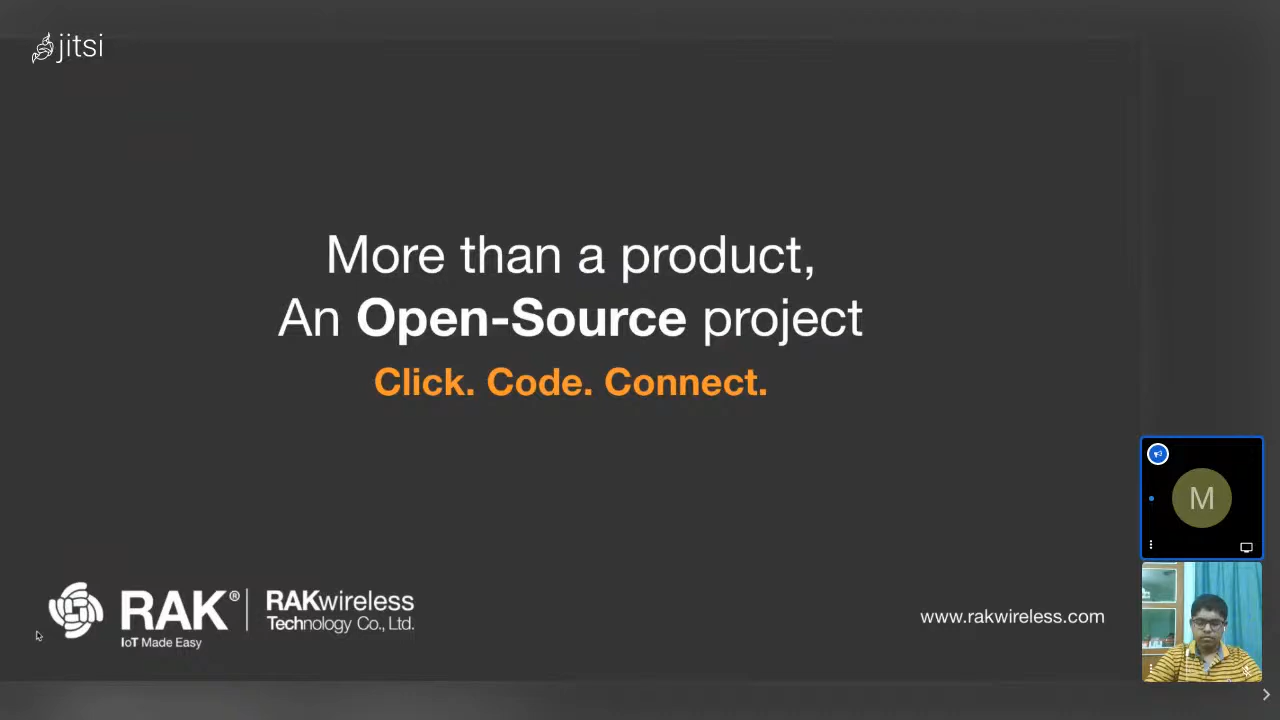 jitsi
More than a product,
An Open-Source project
Click. Code. Connect.
M
RAK®
IoT Made Easy
RAKwireless
Technology Co., Ltd.
www.rakwireless.com